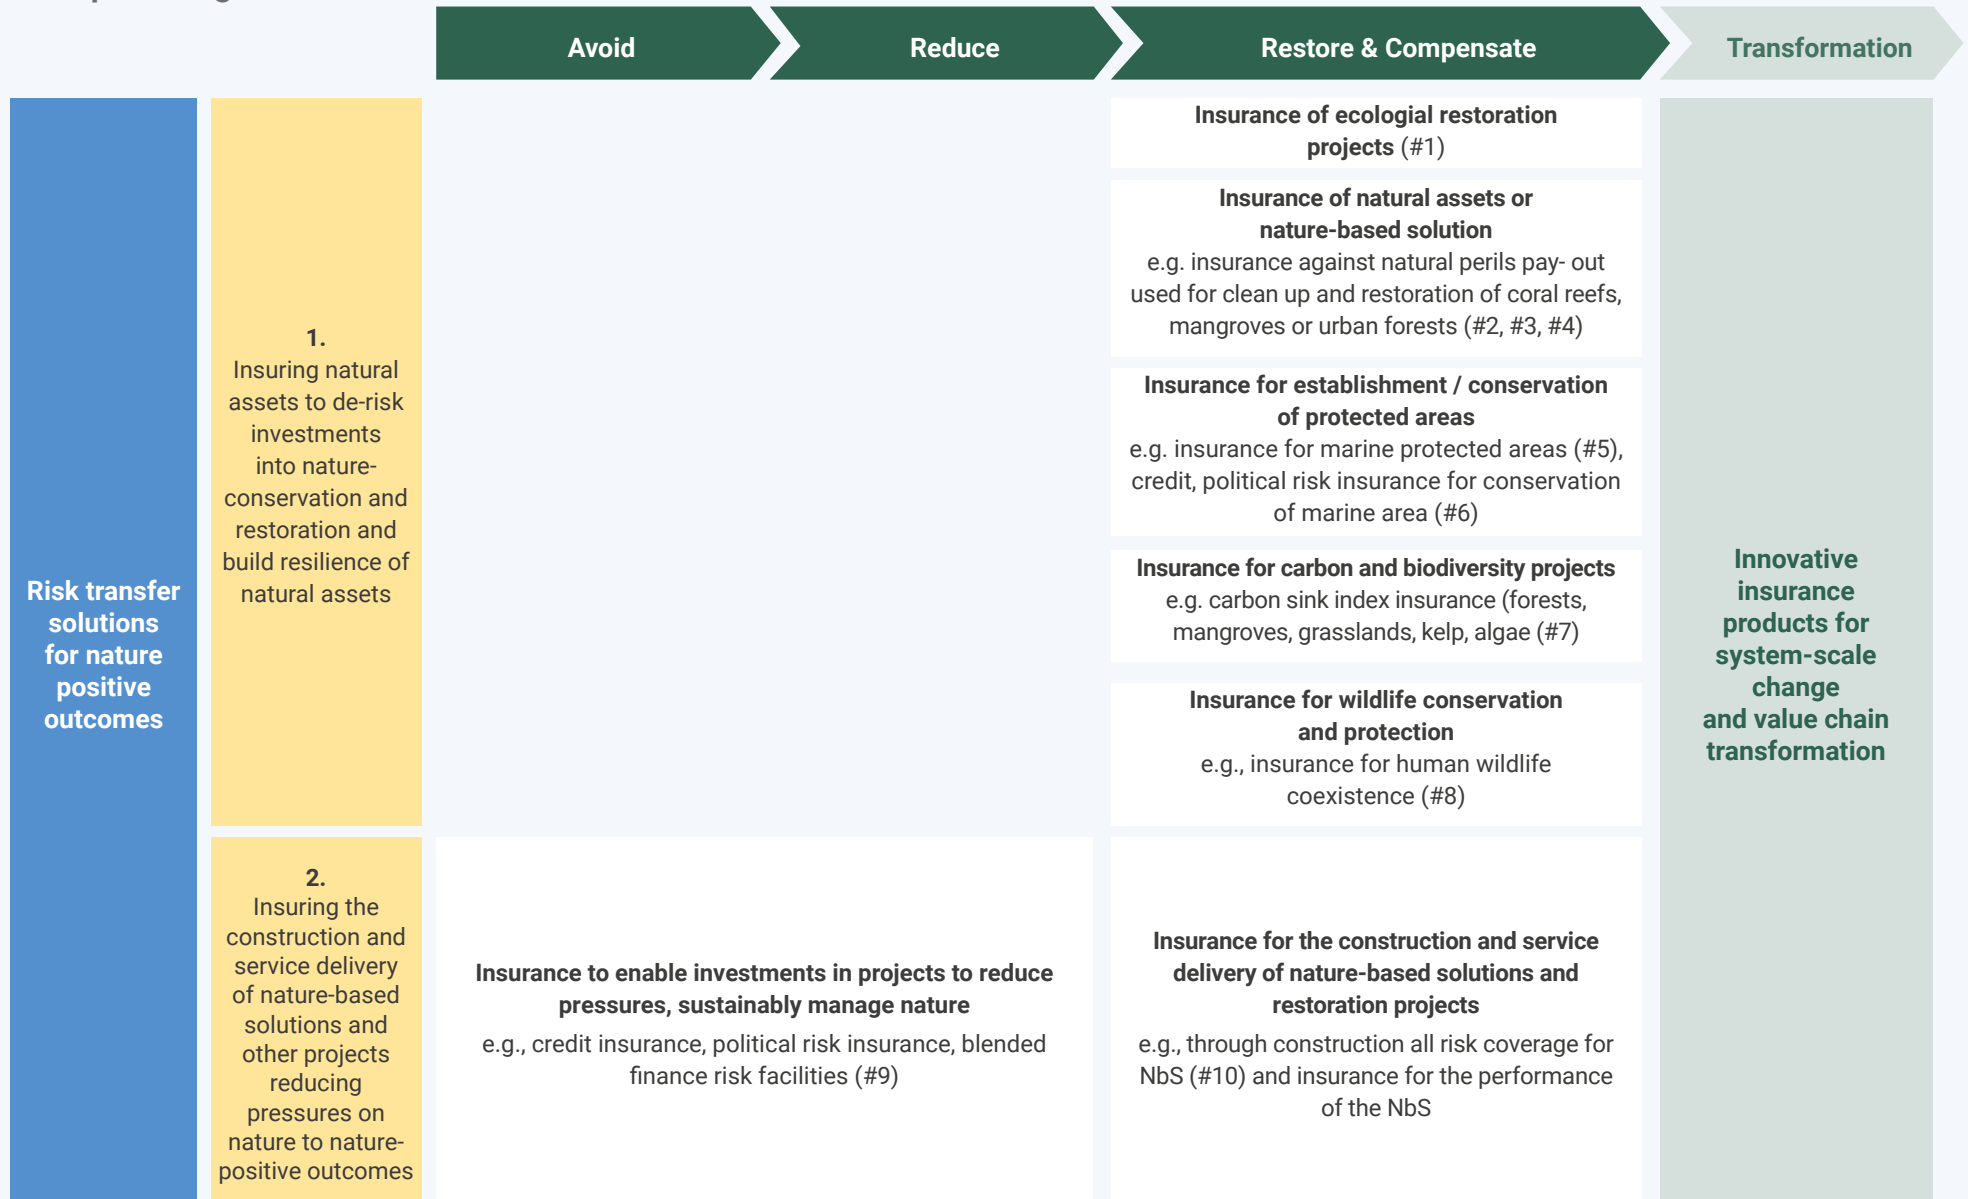 Avoid
Reduce
Restore & Compensate
Transformation
Risk transfer
solutions
for nature
positive
outcomes
1.
Insuring natural
assets to de-risk
investments
into nature-
conservation and
restoration and
build resilience of
natural assets
Insurance of ecologial restoration
projects (#1)
Insurance of natural assets or
nature-based solution
e.g. insurance against natural perils pay- out
used for clean up and restoration of coral reefs,
mangroves or urban forests (#2, #3, #4)
Insurance for establishment / conservation
of protected areas
e.g. insurance for marine protected areas (#5),
credit, political risk insurance for conservation
of marine area (#6)
Insurance for carbon and biodiversity projects
e.g. carbon sink index insurance (forests,
mangroves, grasslands, kelp, algae (#7)
Insurance for wildlife conservation
and protection
e.g., insurance for human wildlife
coexistence (#8)
2.
Insuring the
construction and
service delivery
of nature-based
solutions and
other projects
reducing
pressures on
nature to nature-
positive outcomes
Insurance to enable investments in projects to reduce
pressures, sustainably manage nature
e.g., credit insurance, political risk insurance, blended
finance risk facilities (#9)
Insurance for the construction and service
delivery of nature-based solutions and
restoration projects
e.g., through construction all risk coverage for
NbS (#10) and insurance for the performance
of the NbS
Innovative
insurance
products for
system-scale
change
and value chain
transformation